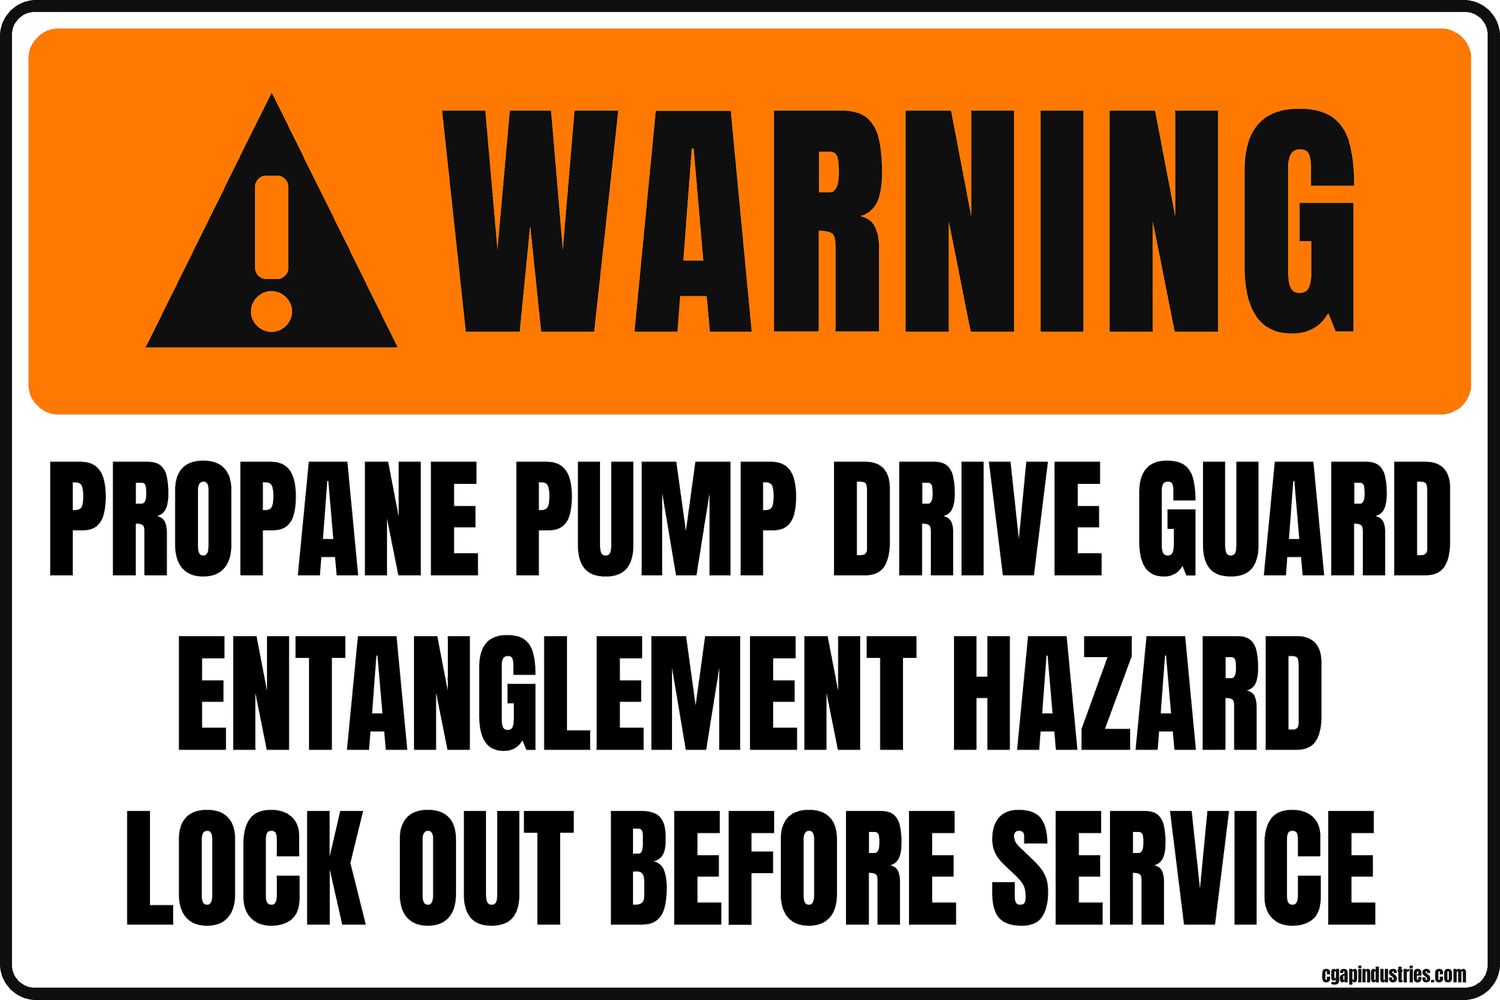 WARNING
PROPANE PUMP DRIVE GUARD
ENTANGLEMENT HAZARD
LOCK OUT BEFORE SERVICE
cgapindustries.com